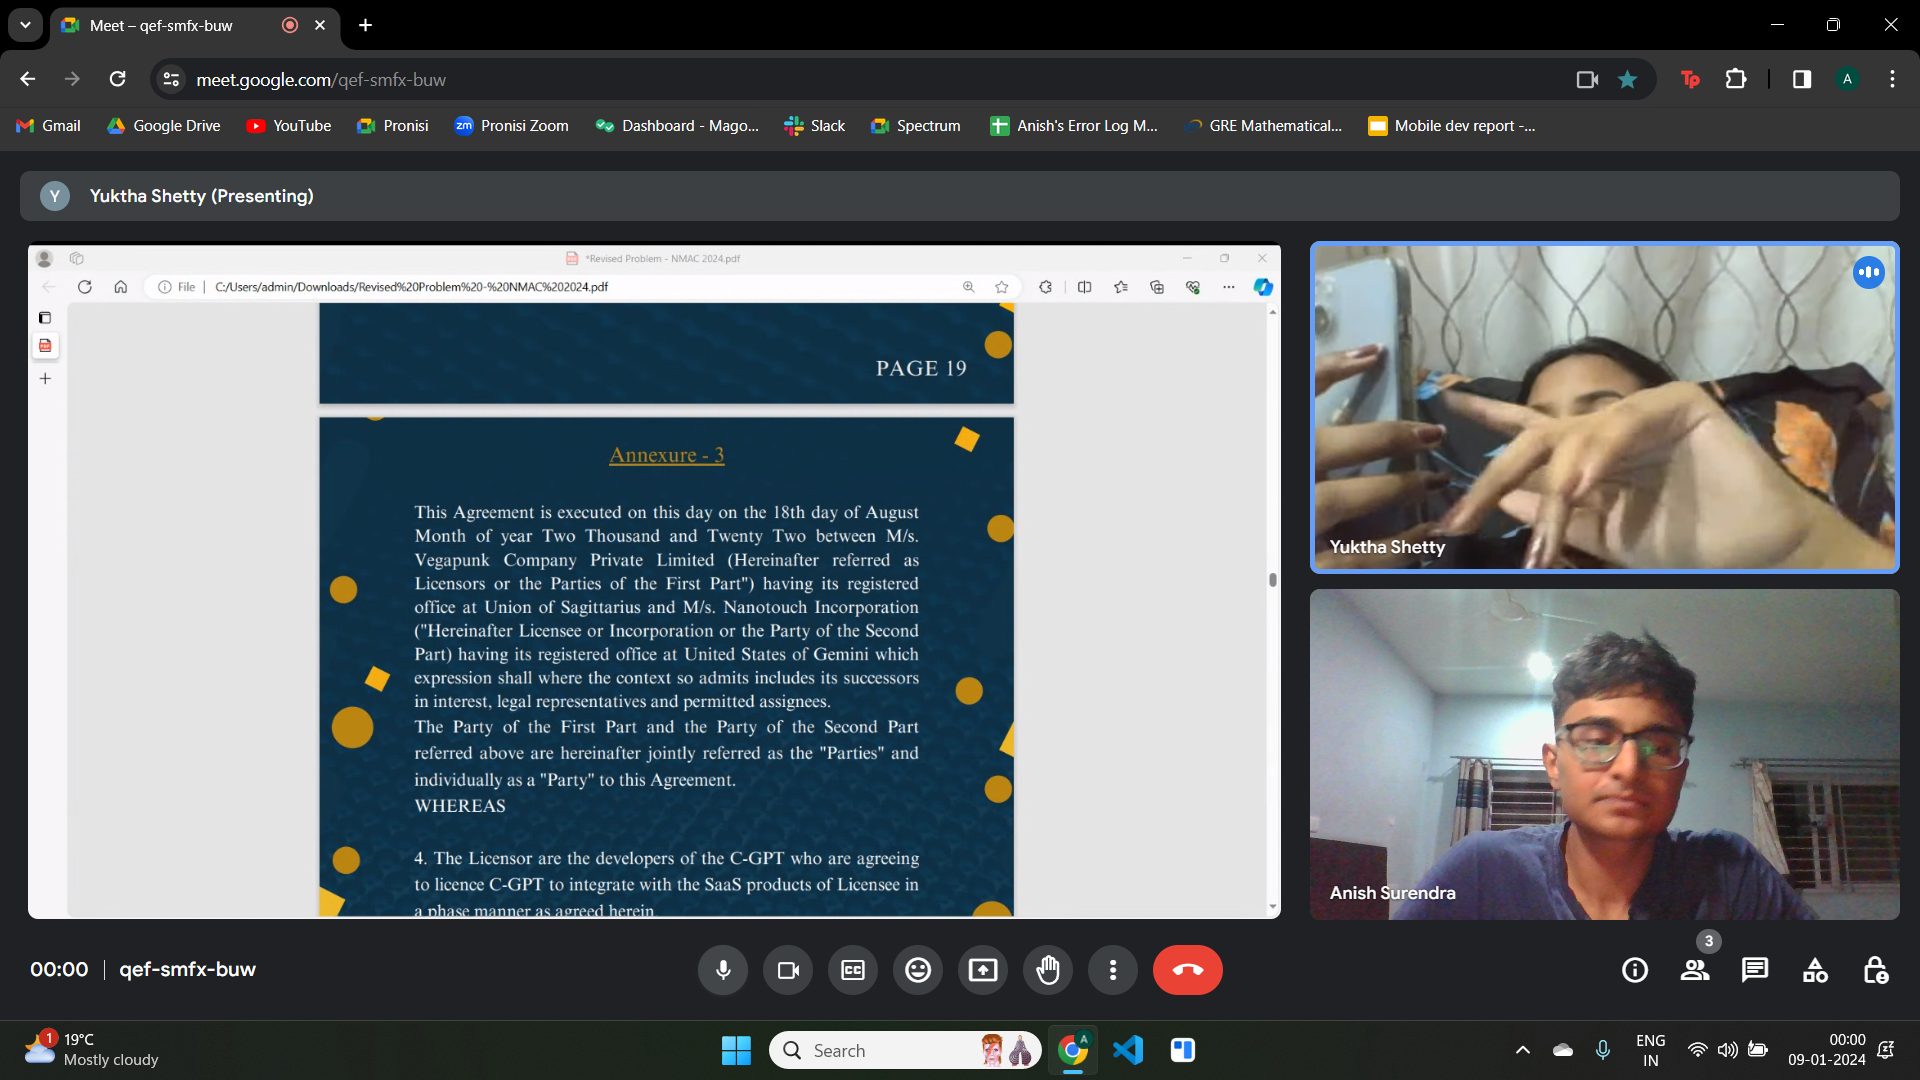 Meet – qef-smfx-buw
meet.google.com/qef-smfx-buw
Tp
A
Gmail
Google Drive
YouTube
Pronisi
zm
Pronisi Zoom
Dashboard - Mago...
Slack
Spectrum
Anish's Error Log M...
GRE Mathematical...
Mobile dev report -...
Y
Yuktha Shetty (Presenting)
*Revised Problem - NMAC 2024.pdf
File
C:/Users/admin/Downloads/Revised%20Problem%20-%20NMAC%202024.pdf
PAGE 19
Annexure - 3
This Agreement is executed on this day on the 18th day of August
Month of year Two Thousand and Twenty Two between M/s.
Vegapunk Company Private Limited (Hereinafter referred as
Licensors or the Parties of the First Part") having its registered
office at Union of Sagittarius and M/s. Nanotouch Incorporation
("Hereinafter Licensee or Incorporation or the Party of the Second
Part) having its registered office at United States of Gemini which
expression shall where the context so admits includes its successors
in interest, legal representatives and permitted assignees.
The Party of the First Part and the Party of the Second Part
referred above are hereinafter jointly referred as the "Parties" and
individually as a "Party" to this Agreement.
WHEREAS
4. The Licensor are the developers of the C-GPT who are agreeing
to licence C-GPT to integrate with the SaaS products of Licensee in
a phase manner as agreed herein
Yuktha Shetty
Anish Surendra
00:00
qef-smfx-buw
CC
3
1
19°C
Mostly cloudy
Search
A
ENG
IN
00:00
09-01-2024